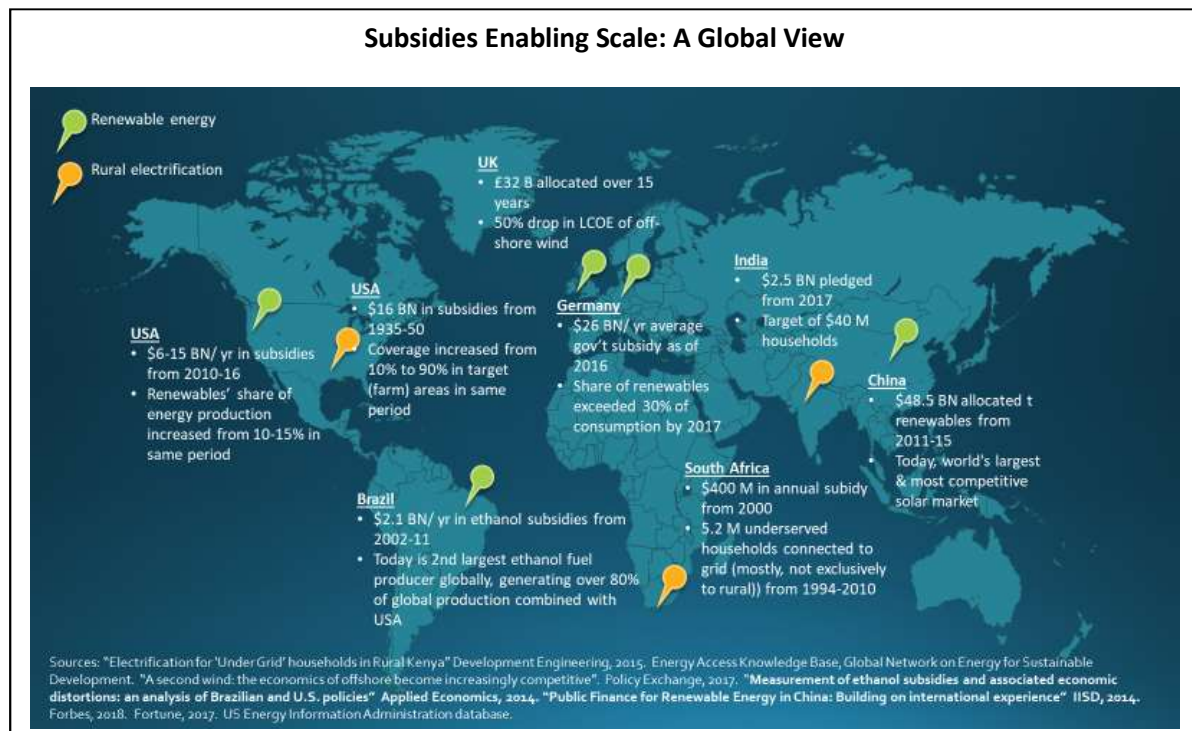 Subsidies Enabling Scale: A Global View
Renewable energy
Rural electrification
UK
• £32 B allocated over 15
years
• 50% drop in LCOE of off-
shore wind
USA
• $6-15 BN/ yr in subsidies
from 2010-16
• Renewables' share of
energy production
increased from 10-15% in
same period
USA
• $16 BN in subsidies from
1935-50
• Coverage increased from
10% to 90% in target
(farm) areas in same
period
Germany
• $26 BN/ yr average
gov't subsidy as of
2016
• Share of renewables
exceeded 30% of
consumption by 2017
India
• $2.5 BN pledged
from 2017
• Target of $40 M
households
China
• $48.5 BN allocated t
renewables from
2011-15
• Today, world's largest
& most competitive
solar market
Brazil
• $2.1 BN/ yr in ethanol subsidies from
2002-11
• Today is 2nd largest ethanol fuel
producer globally, generating over 80%
of global production combined with
USA
South Africa
• $400 M in annual subidy
from 2000
• 5.2 M underserved
households connected to
grid (mostly, not exclusively
to rural)) from 1994-2010
Sources: "Electrification for 'Under Grid' households in Rural Kenya" Development Engineering, 2015. Energy Access Knowledge Base, Global Network on Energy for Sustainable
Development. "A second wind: the economics of offshore become increasingly competitive". Policy Exchange, 2017. "Measurement of ethanol subsidies and associated economic
distortions: an analysis of Brazilian and U.S. policies" Applied Economics, 2014. "Public Finance for Renewable Energy in China: Building on international experience" IISD, 2014.
Forbes, 2018. Fortune, 2017. US Energy Information Administration database.